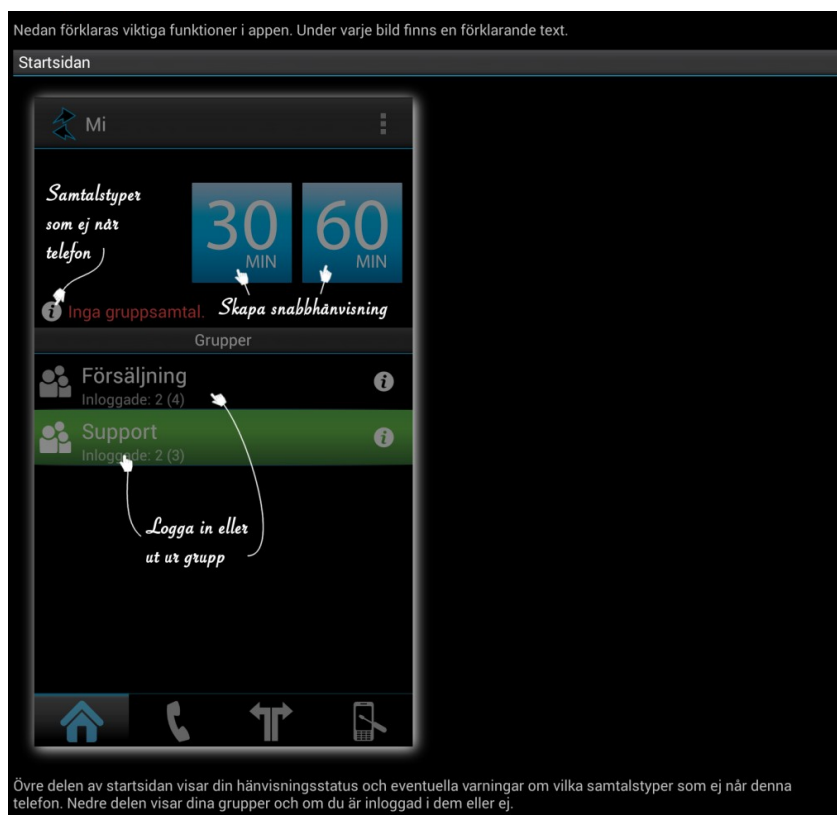 Nedan förklaras viktiga funktioner i appen. Under varje bild finns en förklarande text.
Startsidan
Mi
Samtalstyper
som ej når
telefon
30
MIN
60
MIN
Inga gruppsamtal.
Skapa snabbhänvisning
Grupper
Försäljning
Inloggade: 2 (4)
Support
Inloggade: 2 (3)
Logga in eller
ut ur grupp
Övre delen av startsidan visar din hänvisningsstatus och eventuella varningar om vilka samtalstyper som ej når denna
telefon. Nedre delen visar dina grupper och om du är inloggad i dem eller ej.